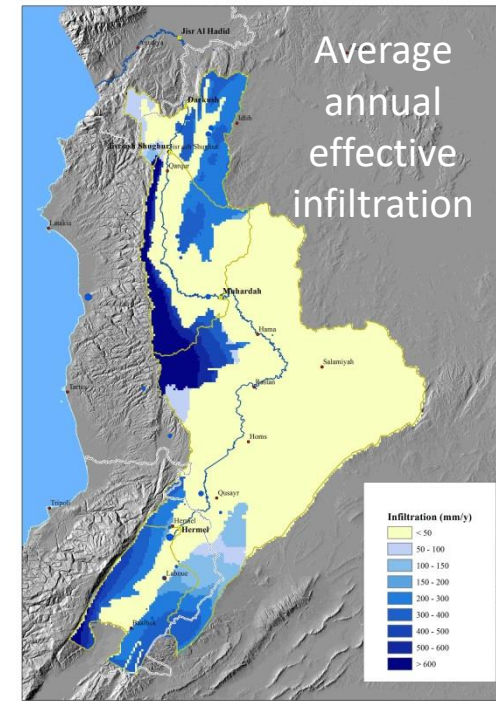 Average
annual
effective
infiltration
Jisr Al Hadid
Antakya
Darkush
Idlib
Jisr ash Shughur
Qarqur
Latakia
Muhardah
Hama
Salamiyah
Rastan
Tartus
Homs
Qusayr
Tripoli
Hermel
Hermel
Laboue
Baalbek
Infiltration (mm/y)
< 50
50 - 100
100 - 150
150 - 200
200 - 300
300 - 400
400 - 500
500 - 600
> 600